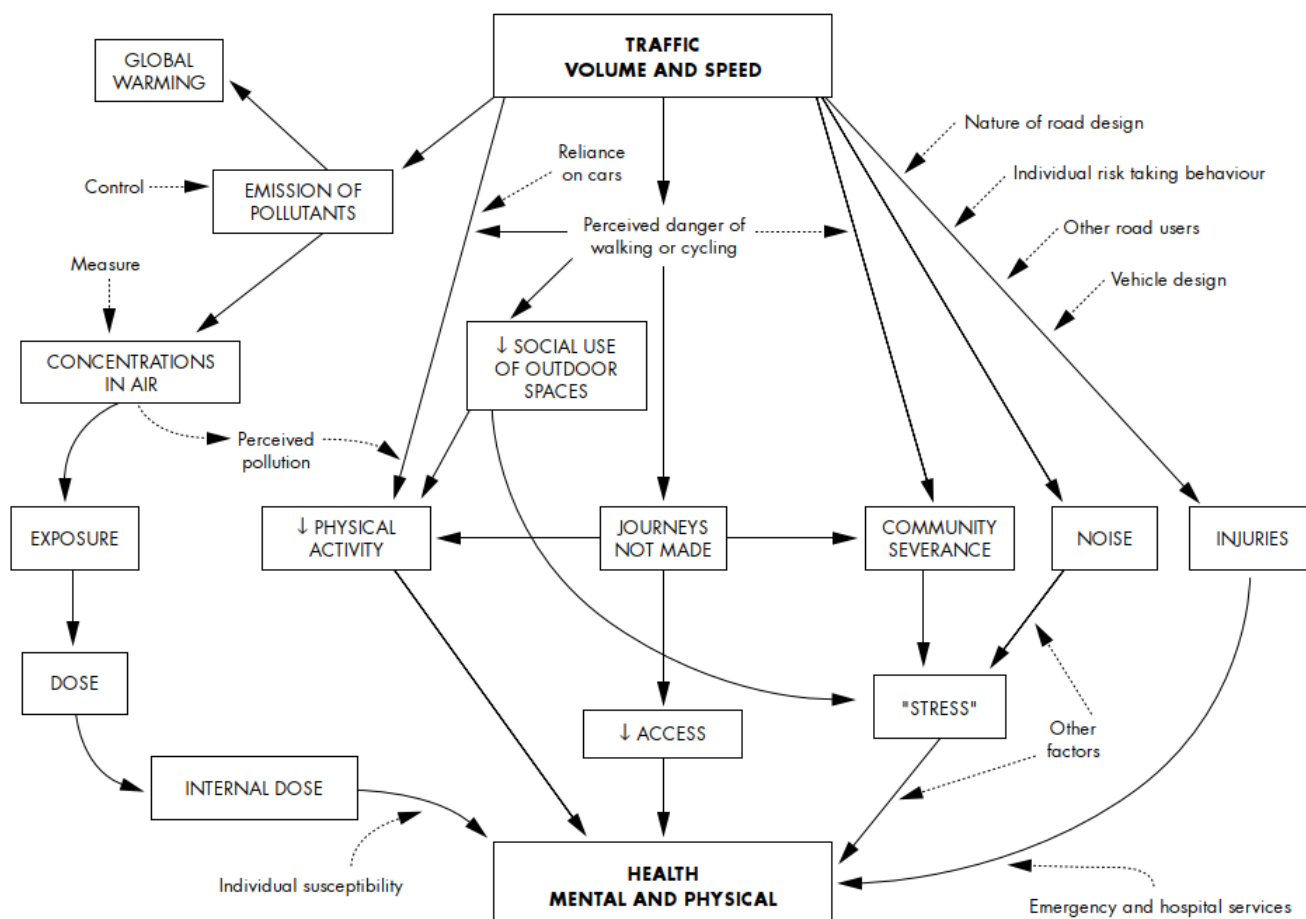 TRAFFIC
VOLUME AND SPEED
GLOBAL
WARMING
Nature of road design
Reliance
on cars
Control
EMISSION OF
POLLUTANTS
Individual risk taking behaviour
Perceived danger of
walking or cycling
Other road users
Measure
Vehicle design
CONCENTRATIONS
IN AIR
↓ SOCIAL USE
OF OUTDOOR
SPACES
Perceived
pollution
EXPOSURE
↓ PHYSICAL
ACTIVITY
JOURNEYS
NOT MADE
COMMUNITY
SEVERANCE
NOISE
INJURIES
DOSE
"STRESS"
↓ ACCESS
Other
factors
INTERNAL DOSE
Individual susceptibility
HEALTH
MENTAL AND PHYSICAL
Emergency and hospital services